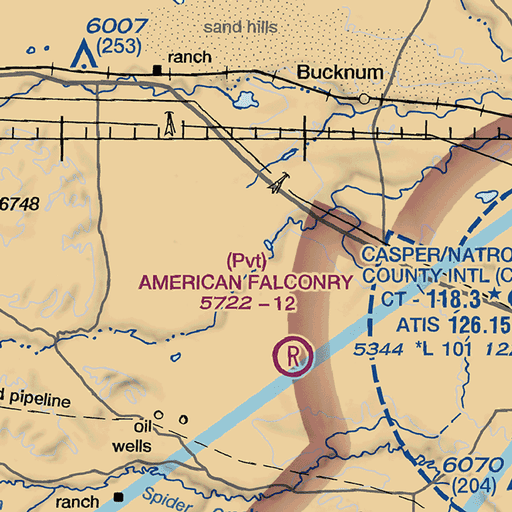 sand hills
6007
(253)
ranch
Bucknum
6748
(Pvt)
AMERICAN FALCONRY
5722 – 12
R
CASPER/NATRO
COUNTY INTL (C
CT - 118.3 ★
ATIS 126.15
5344 *L 101 122
pipeline
oil
wells
6070
(204)
ranch
Spider